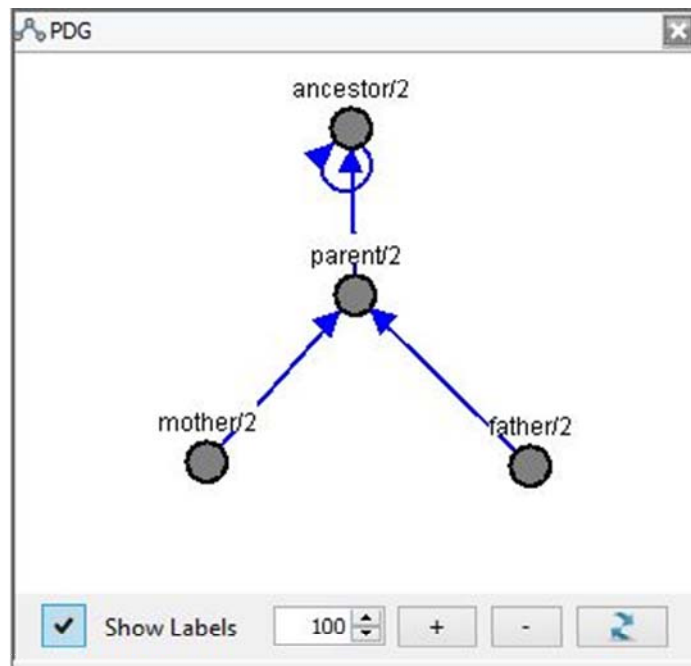 PDG
ancestor/2
parent/2
mother/2
father/2
Show Labels 100 + -